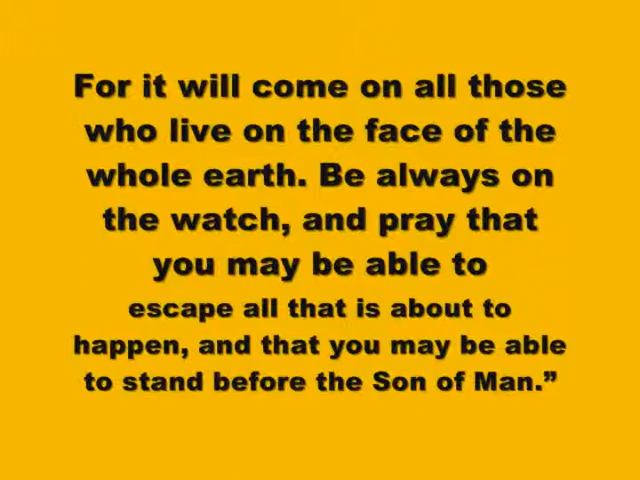 For it will come on all those
who live on the face of the
whole earth. Be always on
the watch, and pray that
you may be able to
escape all that is about to
happen, and that you may be able
to stand before the Son of Man.”